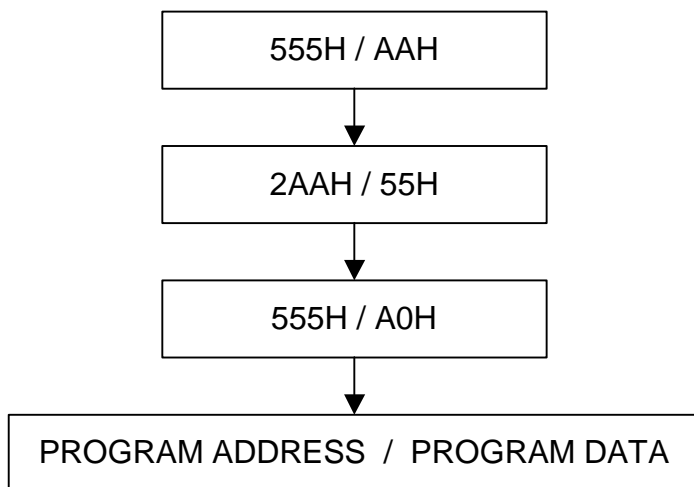 555H / AAH
2AAH / 55H
555H / A0H
PROGRAM ADDRESS / PROGRAM DATA